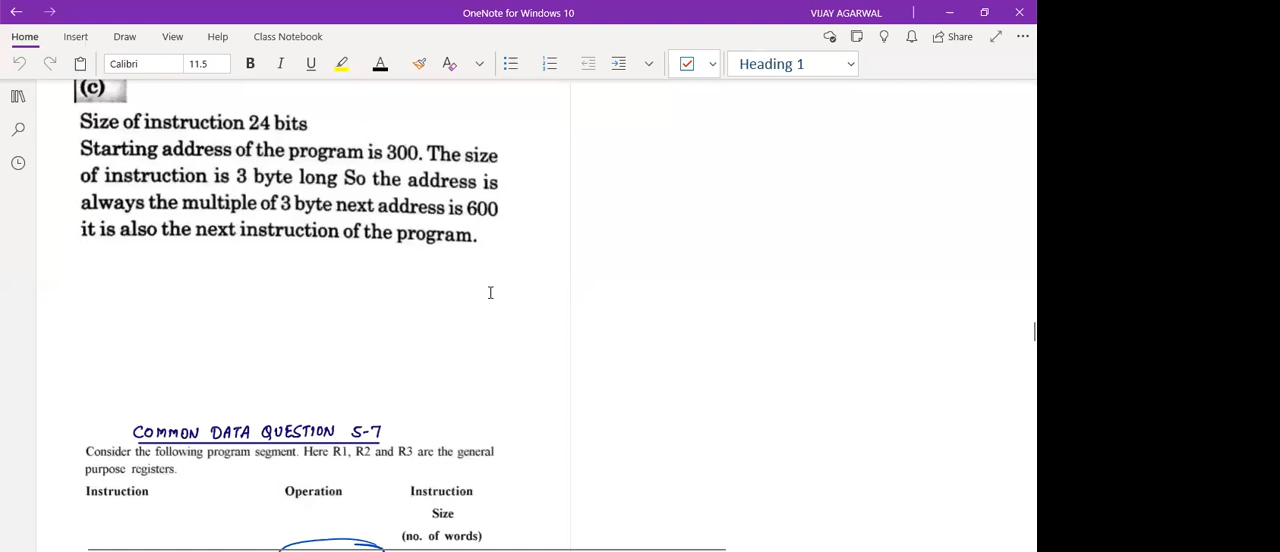 OneNote for Windows 10
VIJAY AGARWAL
Home Insert Draw View Help Class Notebook
Share
Calibri 11.5 B I U A Heading 1
(c)
Size of instruction 24 bits
Starting address of the program is 300. The size
of instruction is 3 byte long So the address is
always the multiple of 3 byte next address is 600
it is also the next instruction of the program.
COMMON DATA QUESTION 5-7
Consider the following program segment. Here R1, R2 and R3 are the general
purpose registers.
Instruction Operation Instruction
Size
(no. of words)